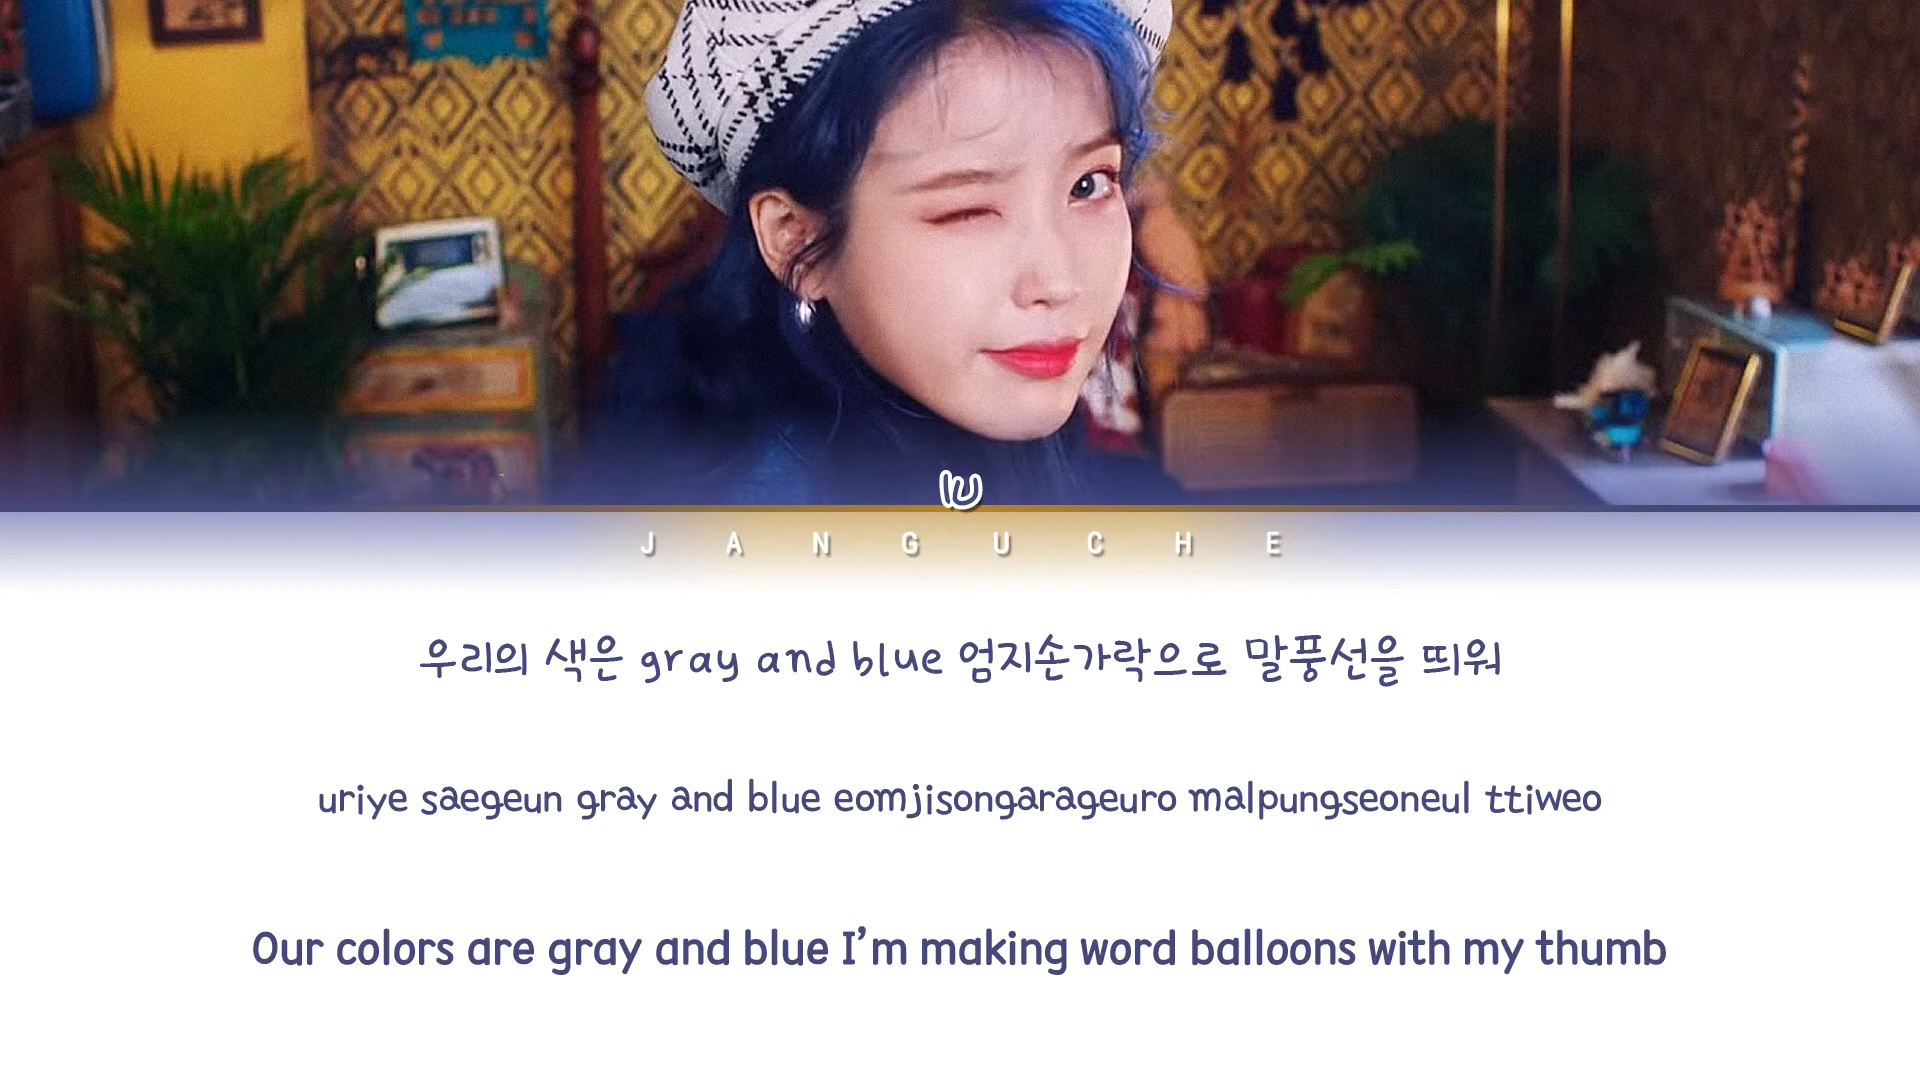 IU
J A N G U C H E
우리의 색은 gray and blue 엄지손가락으로 말풍선을 띄워
uriye saegeun gray and blue eomjisongarageuro malpungseoneul ttiweo
Our colors are gray and blue I’m making word balloons with my thumb